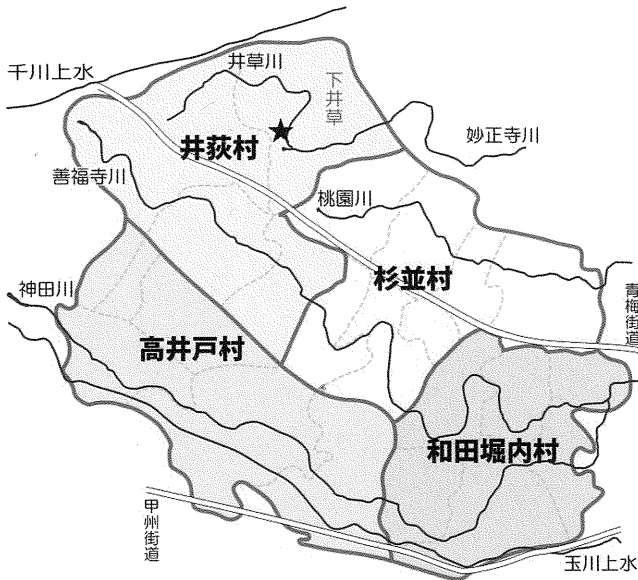 千川上水
井草川
下井草
妙正寺川
井荻村
善福寺川
桃園川
神田川
杉並村
青梅街道
高井戸村
和田堀内村
甲州街道
玉川上水